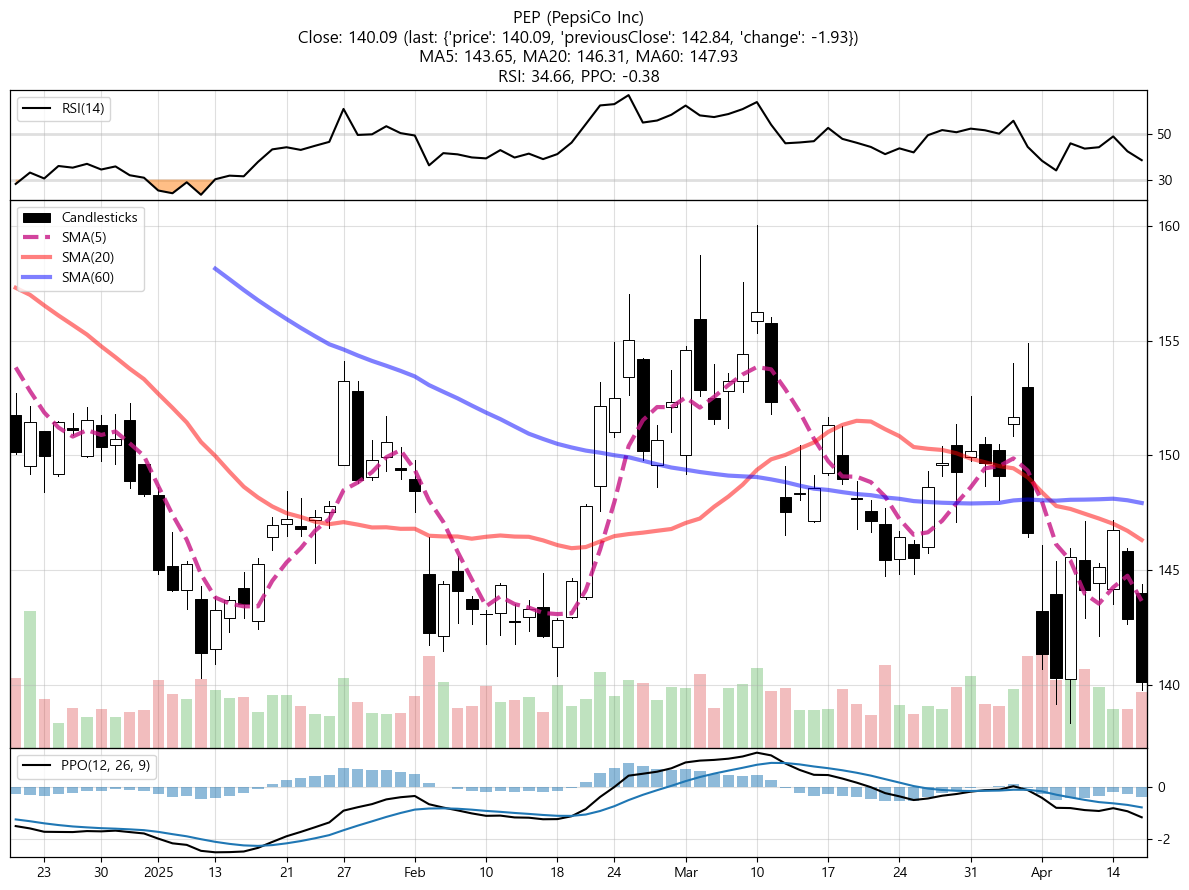 PEP (PepsiCo Inc)
Close: 140.09 (last: {'price': 140.09, 'previousClose': 142.84, 'change': -1.93})
MA5: 143.65, MA20: 146.31, MA60: 147.93
RSI: 34.66, PPO: -0.38
RSI(14)
50
30
Candlesticks
SMA(5)
SMA(20)
SMA(60)
160
155
150
145
140
PPO(12, 26, 9)
0
-2
23 30 2025 13 21 27 Feb 10 18 24 Mar 10 17 24 31 Apr 14